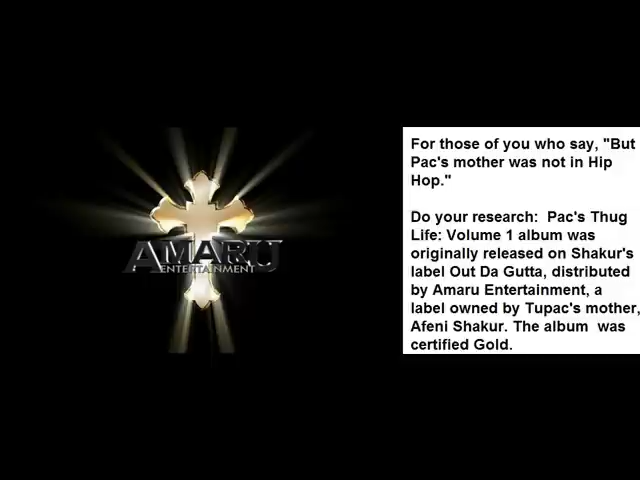 AMARU
ENTERTAINMENT
For those of you who say, "But
Pac's mother was not in Hip
Hop."
Do your research:  Pac's Thug
Life: Volume 1 album was
originally released on Shakur's
label Out Da Gutta, distributed
by Amaru Entertainment, a
label owned by Tupac's mother,
Afeni Shakur. The album  was
certified Gold.